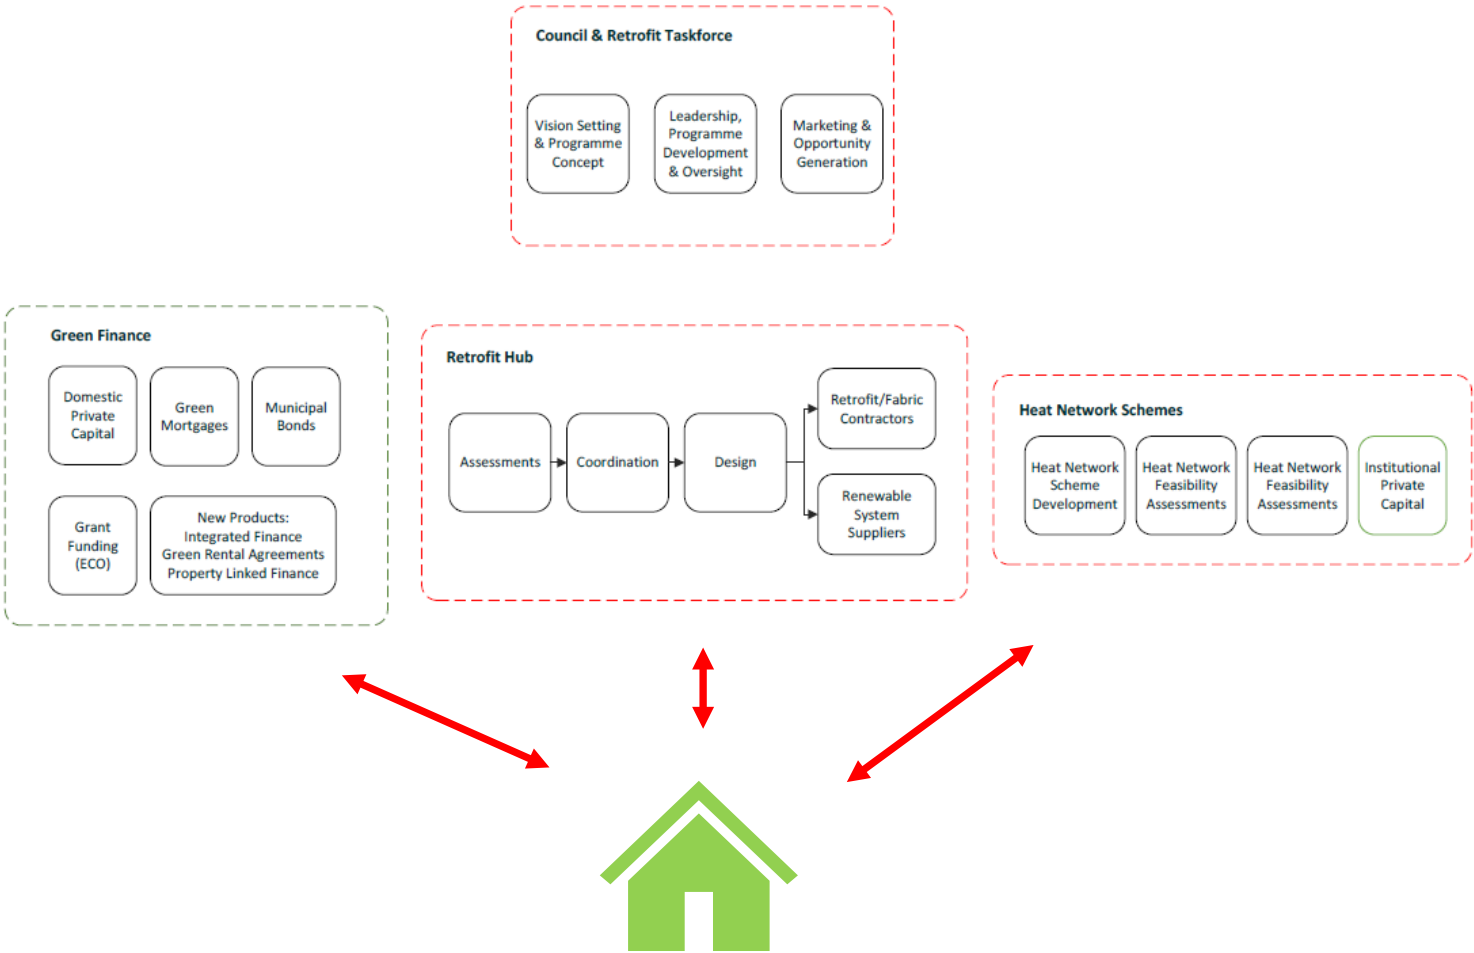 Council & Retrofit Taskforce
Vision Setting
& Programme
Concept
Leadership,
Programme
Development
& Oversight
Marketing &
Opportunity
Generation
Green Finance
Domestic
Private
Capital
Green
Mortgages
Municipal
Bonds
Grant
Funding
(ECO)
New Products:
Integrated Finance
Green Rental Agreements
Property Linked Finance
Retrofit Hub
Assessments
Coordination
Design
Retrofit/Fabric
Contractors
Renewable
System
Suppliers
Heat Network Schemes
Heat Network
Scheme
Development
Heat Network
Feasibility
Assessments
Heat Network
Feasibility
Assessments
Institutional
Private
Capital